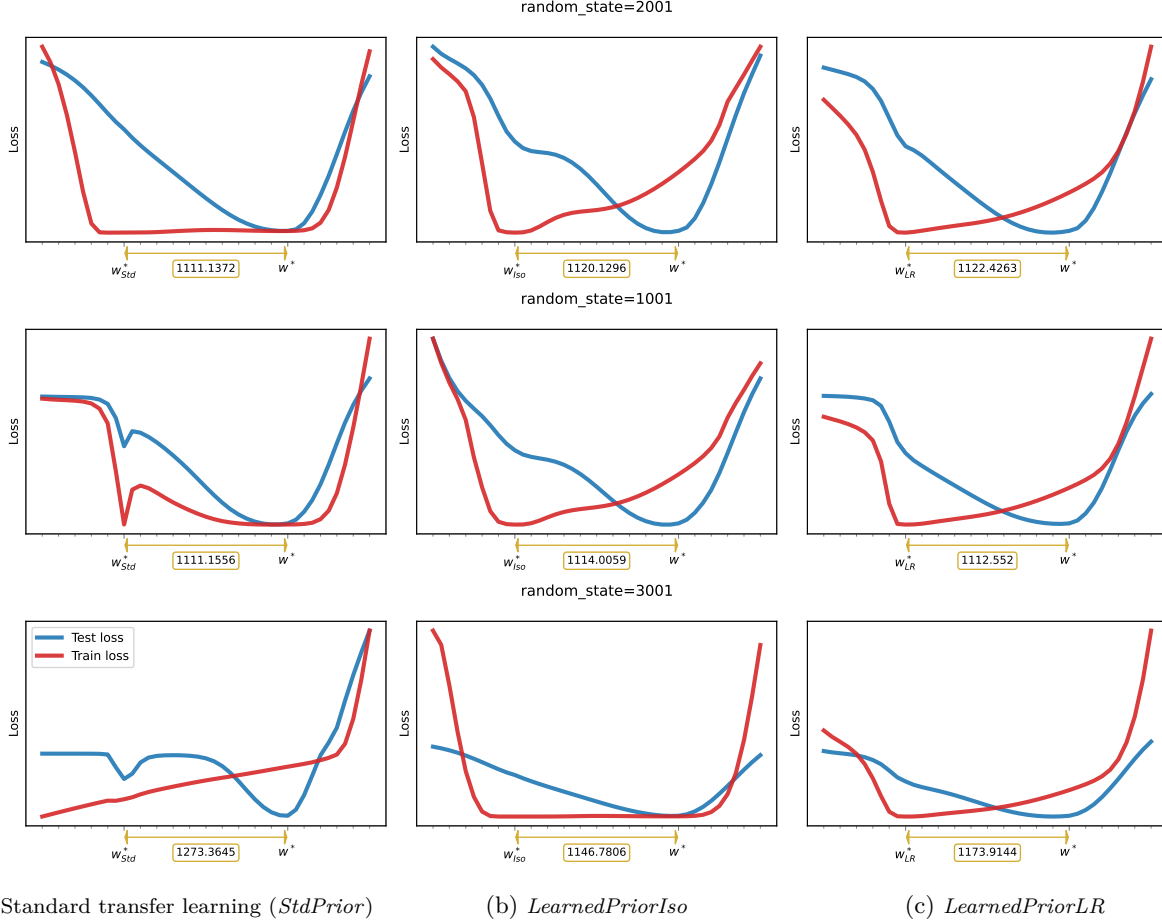 random_state=2001
Loss
Loss
Loss
w*Std 1111.1372 w*
w*Iso 1120.1296 w*
w*LR 1122.4263 w*
random_state=1001
Loss
Loss
Loss
w*Std 1111.1556 w*
w*Iso 1114.0059 w*
w*LR 1112.552 w*
random_state=3001
Test loss
Train loss
Loss
Loss
Loss
w*Std 1273.3645 w*
w*Iso 1146.7806 w*
w*LR 1173.9144 w*
Standard transfer learning (StdPrior)
(b) LearnedPriorIso
(c) LearnedPriorLR